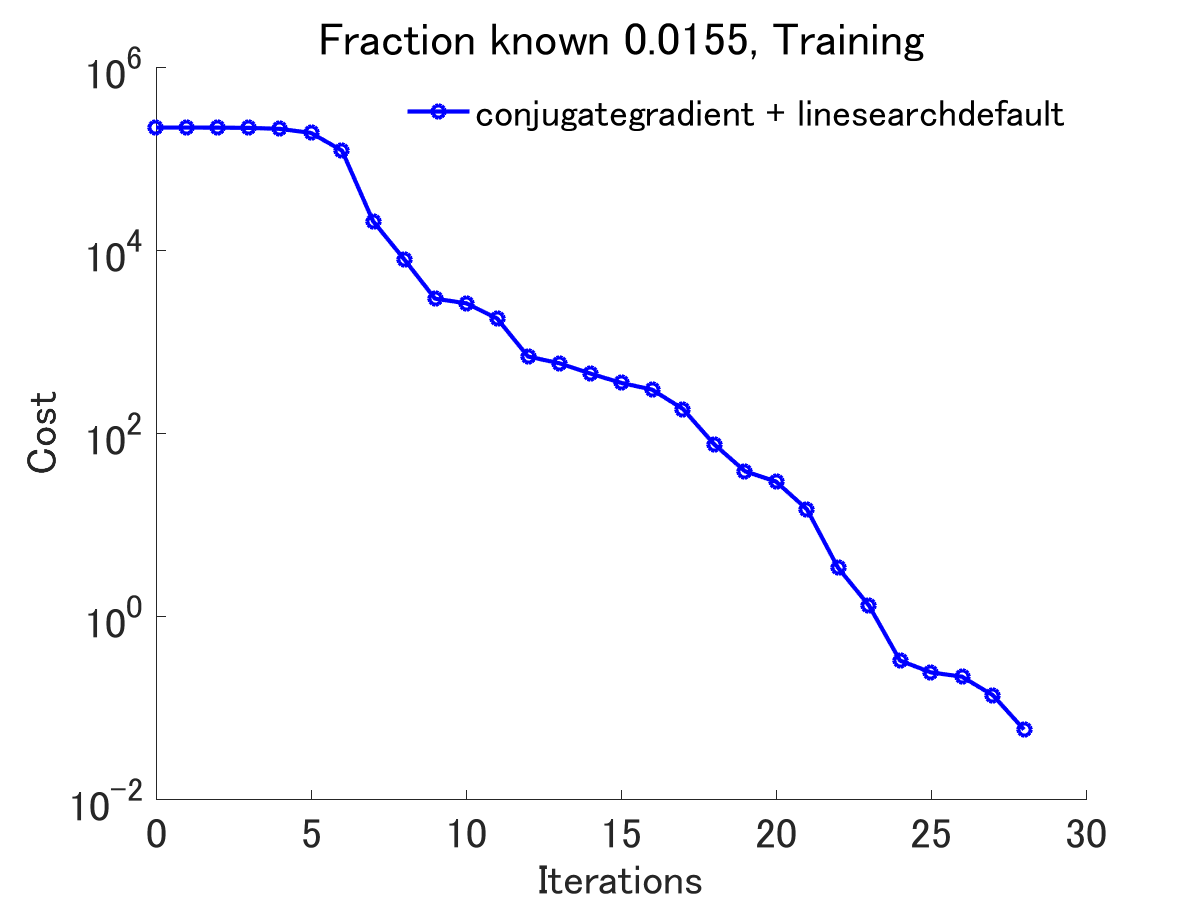 Fraction known 0.0155, Training
10^6
conjugategradient + linesearchdefault
10^4
10^2
Cost
10^0
10^-2
0 5 10 15 20 25 30
Iterations